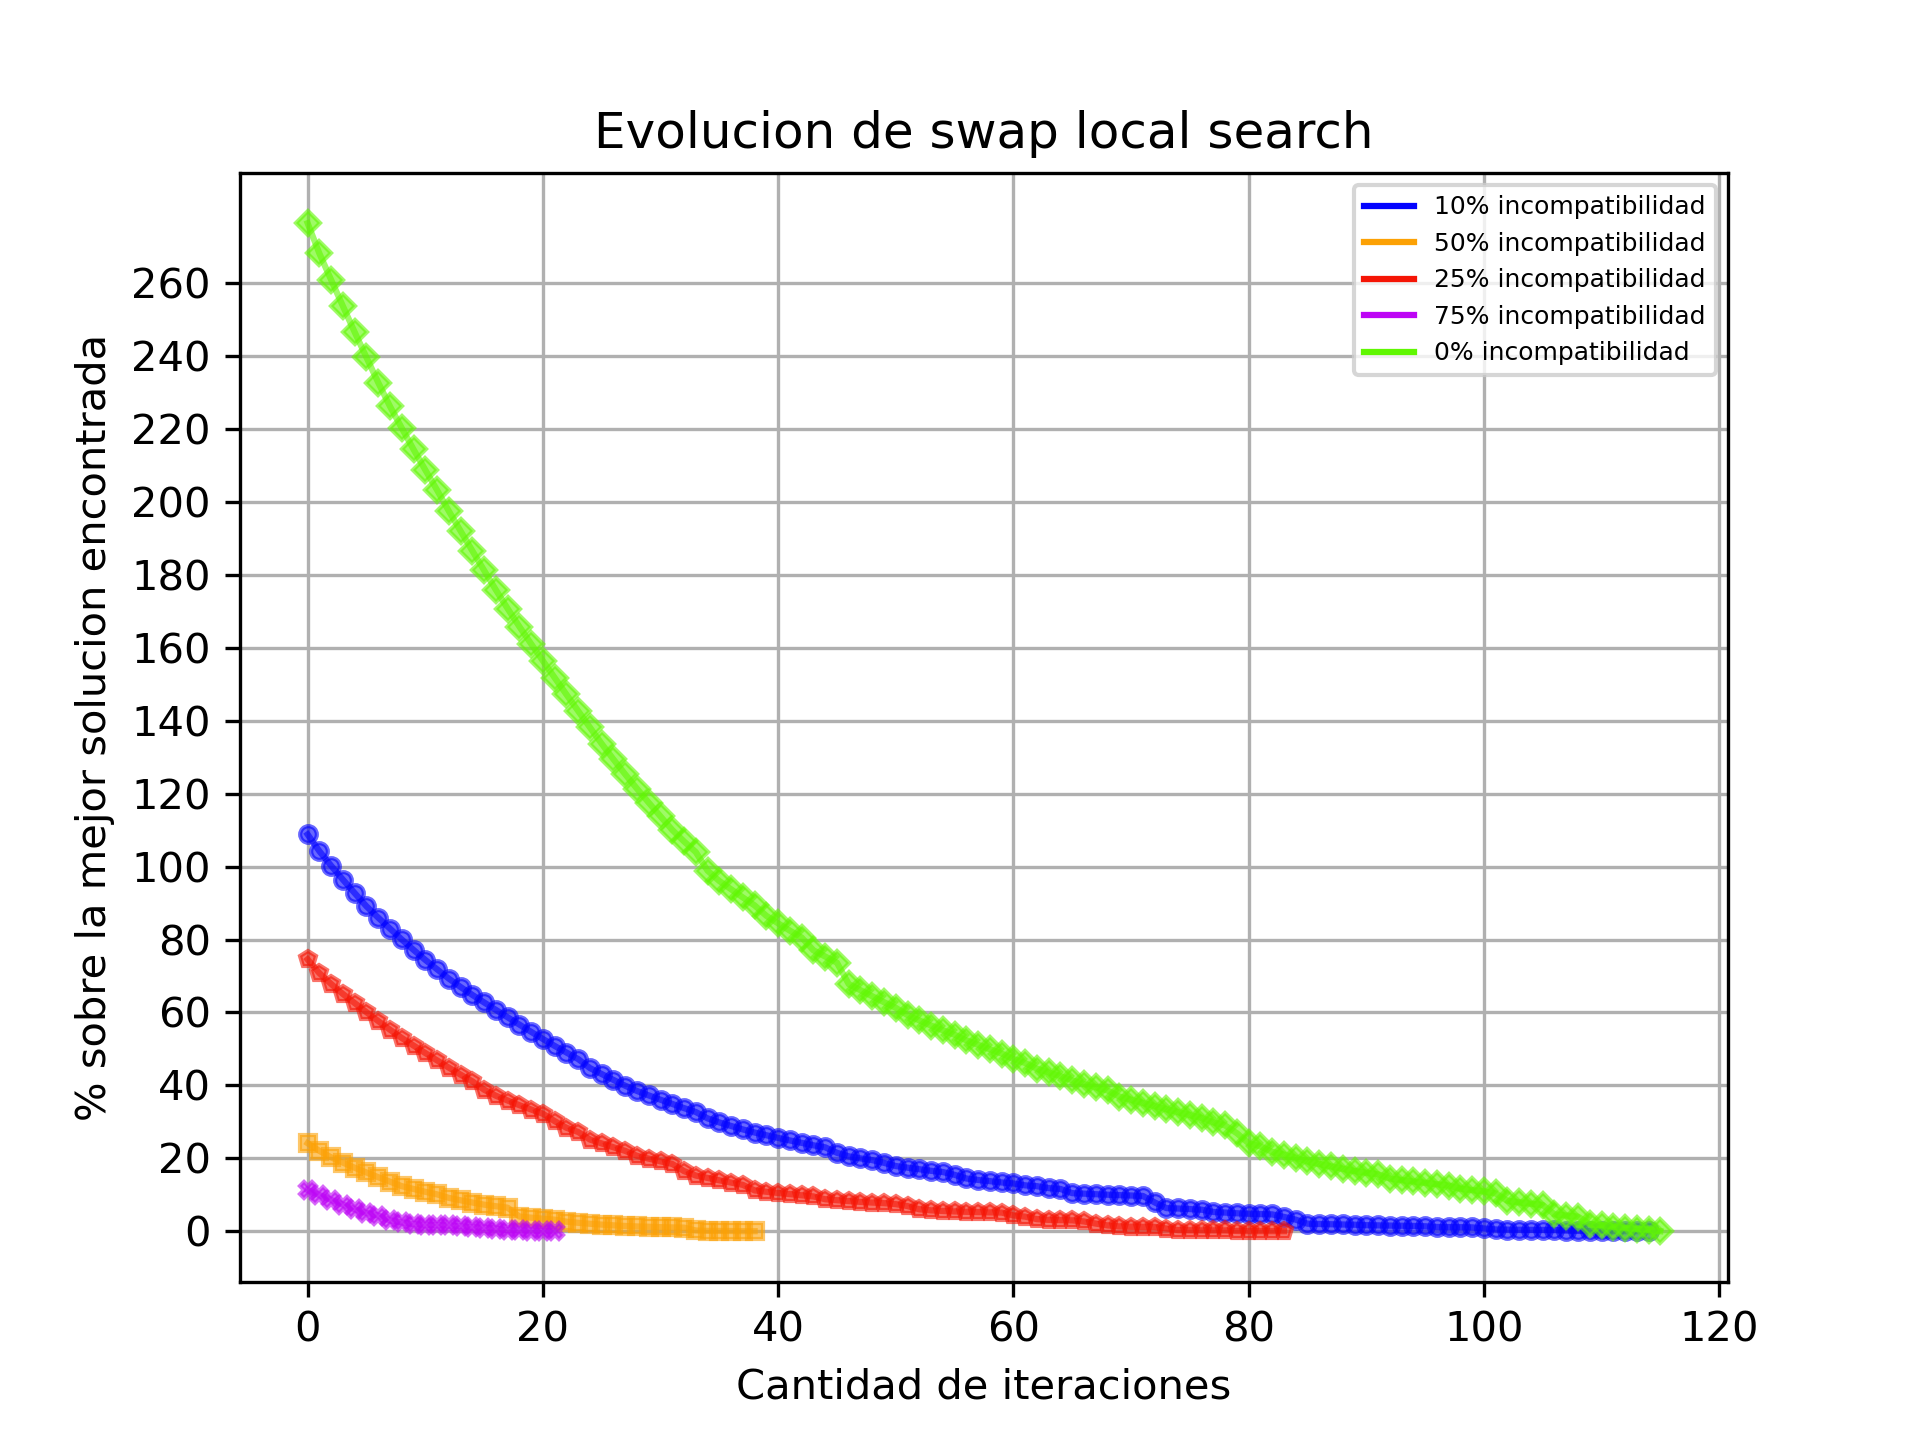 Evolucion de swap local search
% sobre la mejor solucion encontrada
260
240
220
200
180
160
140
120
100
80
60
40
20
0
10% incompatibilidad
50% incompatibilidad
25% incompatibilidad
75% incompatibilidad
0% incompatibilidad
0 20 40 60 80 100 120
Cantidad de iteraciones